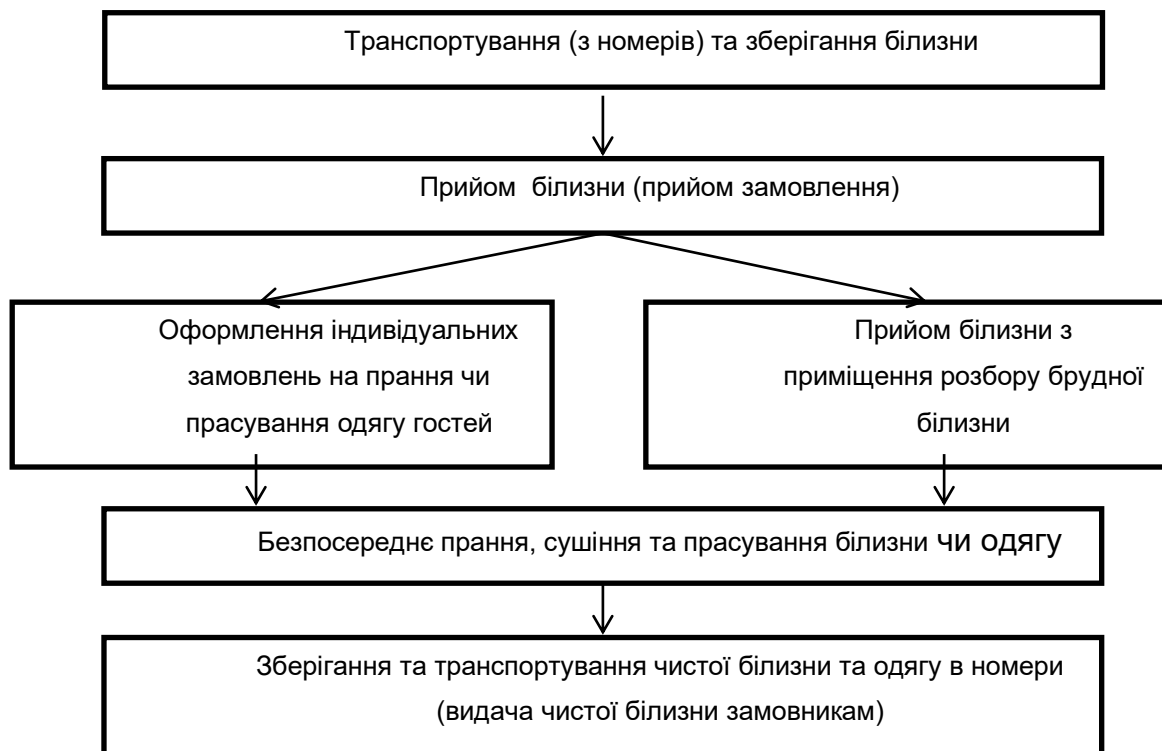 Транспортування (з номерів) та зберігання білизни
Прийом білизни (прийом замовлення)
Оформлення індивідуальних
замовлень на прання чи
прасування одягу гостей
Прийом білизни з
приміщення розбору брудної
білизни
Безпосереднє прання, сушіння та прасування білизни чи одягу
Зберігання та транспортування чистої білизни та одягу в номери
(видача чистої білизни замовникам)